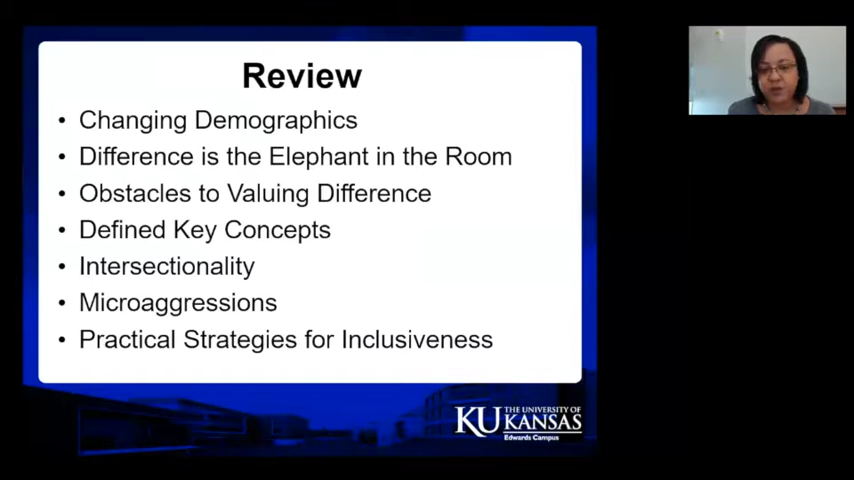 Review
• Changing Demographics
• Difference is the Elephant in the Room
• Obstacles to Valuing Difference
• Defined Key Concepts
• Intersectionality
• Microaggressions
• Practical Strategies for Inclusiveness
KU THE UNIVERSITY OF
KANSAS
Edwards Campus